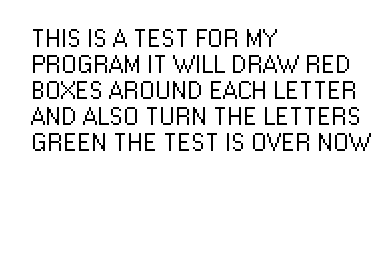 THIS IS A TEST FOR MY
PROGRAM IT WILL DRAW RED
BOXES AROUND EACH LETTER
AND ALSO TURN THE LETTERS
GREEN THE TEST IS OVER NOW